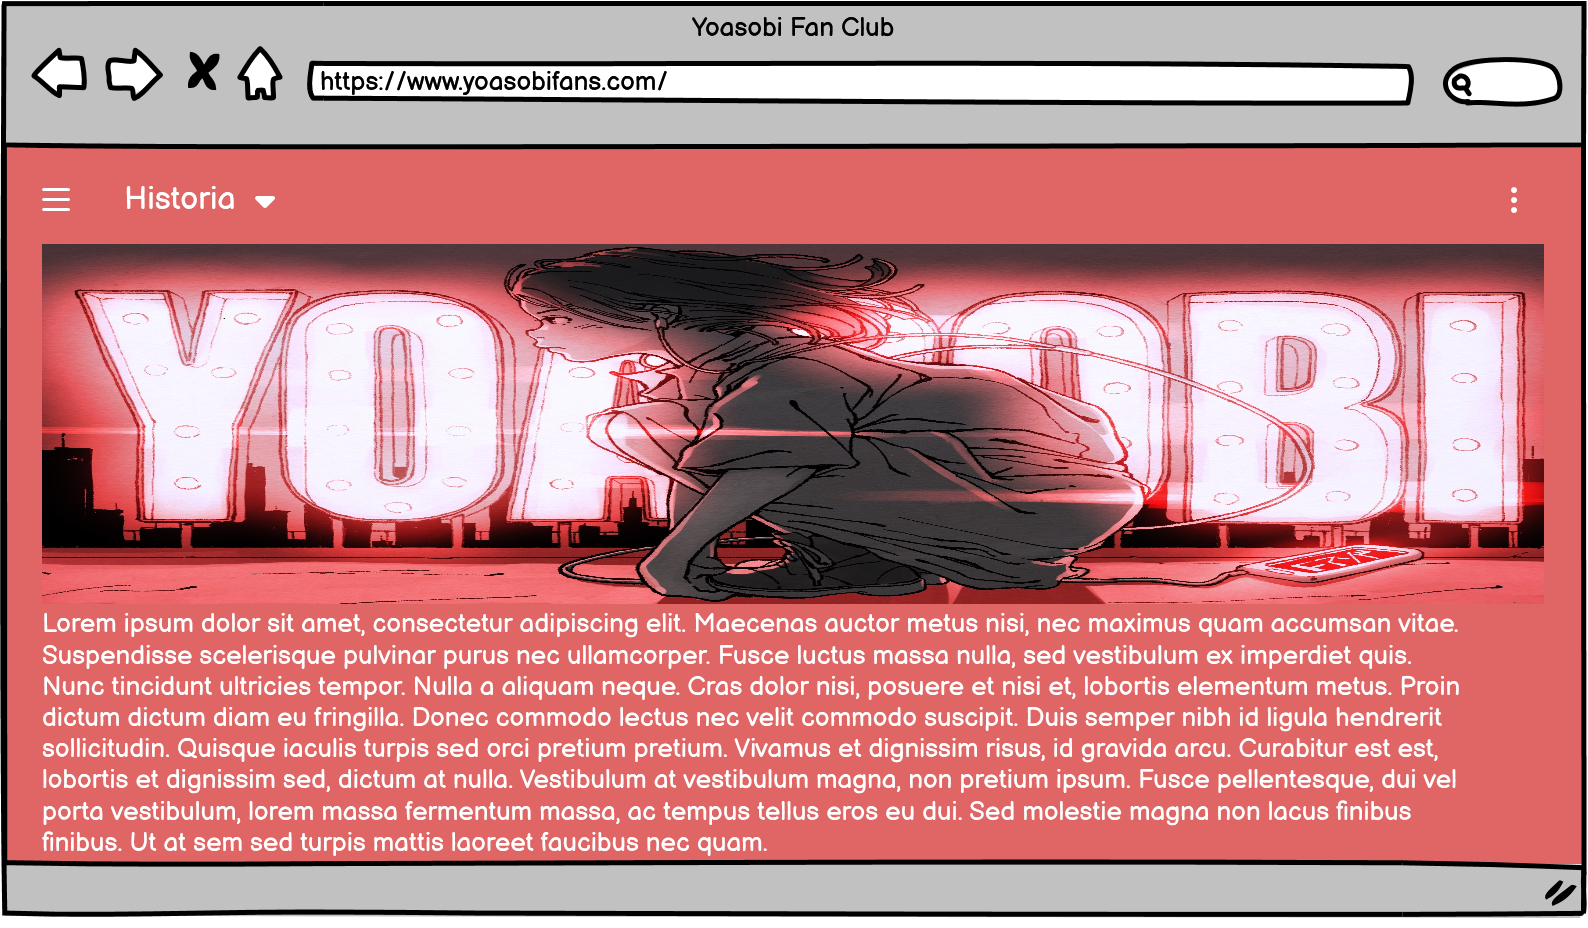 Yoasobi Fan Club
https://www.yoasobifans.com/
Historia
YOA OBI
Lorem ipsum dolor sit amet, consectetur adipiscing elit. Maecenas auctor metus nisi, nec maximus quam accumsan vitae.
Suspendisse scelerisque pulvinar purus nec ullamcorper. Fusce luctus massa nulla, sed vestibulum ex imperdiet quis.
Nunc tincidunt ultricies tempor. Nulla a aliquam neque. Cras dolor nisi, posuere et nisi et, lobortis elementum metus. Proin
dictum dictum diam eu fringilla. Donec commodo lectus nec velit commodo suscipit. Duis semper nibh id ligula hendrerit
sollicitudin. Quisque iaculis turpis sed orci pretium pretium. Vivamus et dignissim risus, id gravida arcu. Curabitur est est,
lobortis et dignissim sed, dictum at nulla. Vestibulum at vestibulum magna, non pretium ipsum. Fusce pellentesque, dui vel
porta vestibulum, lorem massa fermentum massa, ac tempus tellus eros eu dui. Sed molestie magna non lacus finibus
finibus. Ut at sem sed turpis mattis laoreet faucibus nec quam.